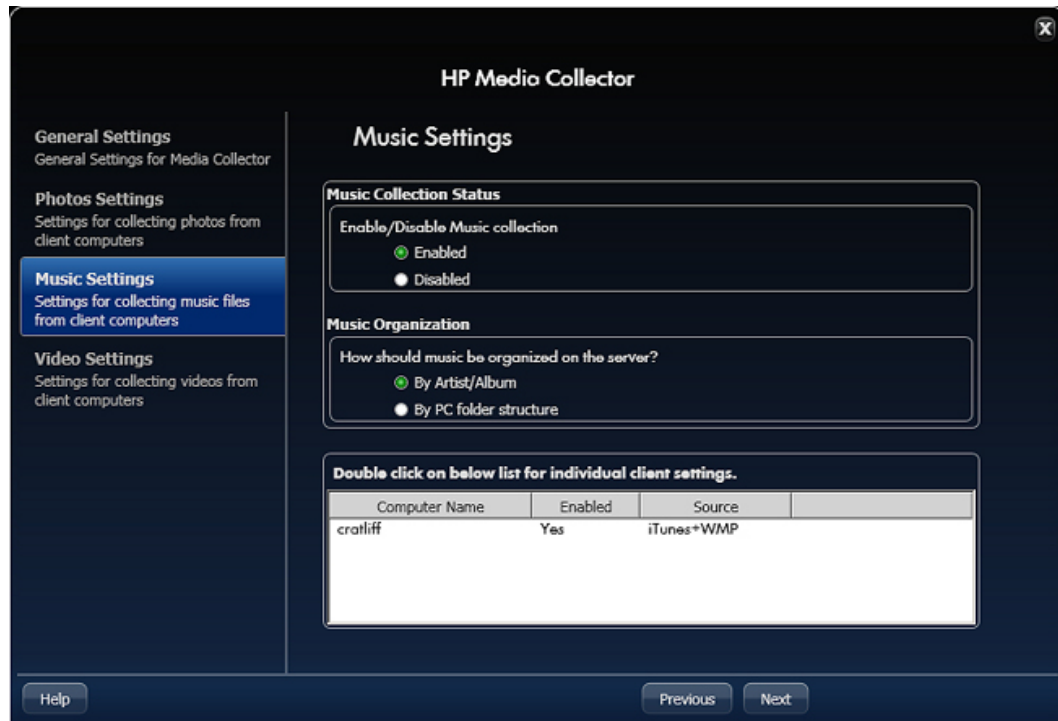 X
HP Media Collector
General Settings
General Settings for Media Collector
Photos Settings
Settings for collecting photos from
client computers
Music Settings
Settings for collecting music files
from client computers
Video Settings
Settings for collecting videos from
client computers
Music Settings
Music Collection Status
Enable/Disable Music collection
Enabled
Disabled
Music Organization
How should music be organized on the server?
By Artist/Album
By PC folder structure
Double click on below list for individual client settings.
Computer Name Enabled Source
cratliff Yes iTunes+WMP
Help Previous Next